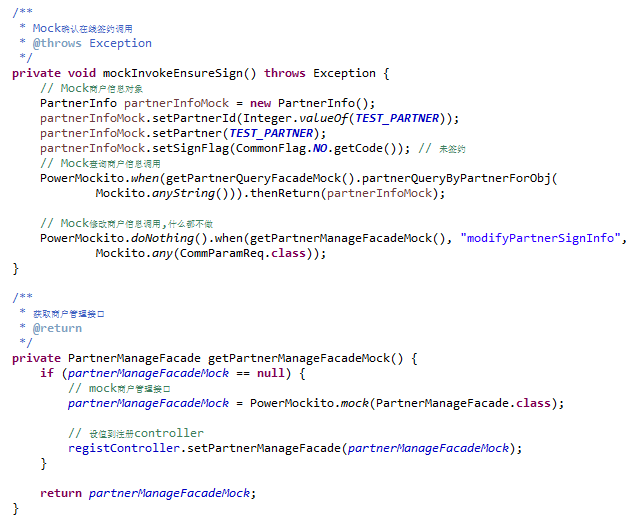 /**
 * Mock确认在线签约调用
 * @throws Exception
 */
private void mockInvokeEnsureSign() throws Exception {
    // Mock商户信息对象
    PartnerInfo partnerInfoMock = new PartnerInfo();
    partnerInfoMock.setPartnerId(Integer.valueOf(TEST_PARTNER));
    partnerInfoMock.setPartner(TEST_PARTNER);
    partnerInfoMock.setSignFlag(CommonFlag.NO.getCode()); // 未签约
    // Mock查询商户信息调用
    PowerMockito.when(getPartnerQueryFacadeMock().partnerQueryByPartnerForObj(
            Mockito.anyString())).thenReturn(partnerInfoMock);

    // Mock修改商户信息调用,什么都不做
    PowerMockito.doNothing().when(getPartnerManageFacadeMock(), "modifyPartnerSignInfo",
            Mockito.any(CommParamReq.class));
}

/**
 * 获取商户管理接口
 * @return
 */
private PartnerManageFacade getPartnerManageFacadeMock() {
    if (partnerManageFacadeMock == null) {
        // mock商户管理接口
        partnerManageFacadeMock = PowerMockito.mock(PartnerManageFacade.class);

        // 设值到注册controller
        registController.setPartnerManageFacade(partnerManageFacadeMock);
    }

    return partnerManageFacadeMock;
}